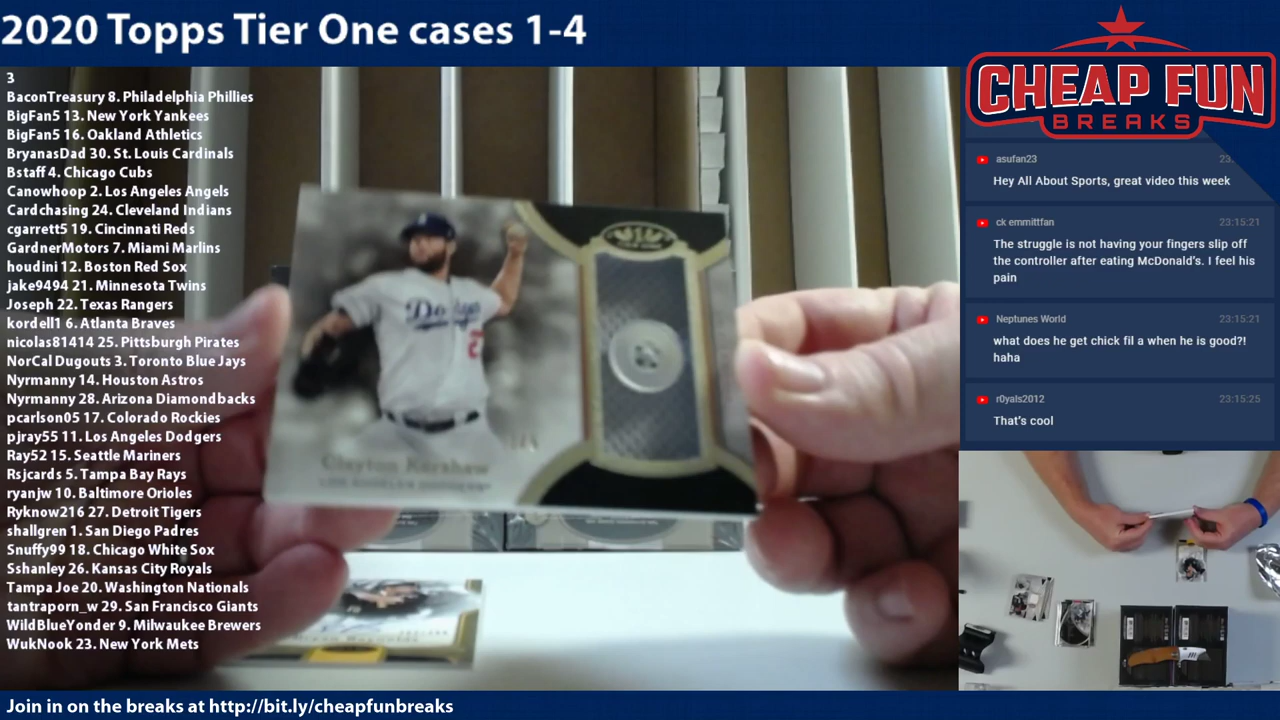 2020 Topps Tier One cases 1-4
CHEAP FUN
BREAKS
3
BaconTreasury 8. Philadelphia Phillies
BigFan5 13. New York Yankees
BigFan5 16. Oakland Athletics
BryanasDad 30. St. Louis Cardinals
Bstaff 4. Chicago Cubs
Canowhoop 2. Los Angeles Angels
Cardchasing 24. Cleveland Indians
cgarrett5 19. Cincinnati Reds
GardnerMotors 7. Miami Marlins
houdini 12. Boston Red Sox
jake9494 21. Minnesota Twins
Joseph 22. Texas Rangers
kordell1 6. Atlanta Braves
nicolas81414 25. Pittsburgh Pirates
NorCal Dugouts 3. Toronto Blue Jays
Nyrmanny 14. Houston Astros
Nyrmanny 28. Arizona Diamondbacks
pcarlson05 17. Colorado Rockies
pjray55 11. Los Angeles Dodgers
Ray52 15. Seattle Mariners
Rsjcards 5. Tampa Bay Rays
ryanjw 10. Baltimore Orioles
Ryknow216 27. Detroit Tigers
shallgren 1. San Diego Padres
Snuffy99 18. Chicago White Sox
Sshanley 26. Kansas City Royals
Tampa Joe 20. Washington Nationals
tantraporn_w 29. San Francisco Giants
WildBlueYonder 9. Milwaukee Brewers
WukNook 23. New York Mets
Dodgers
Clayton Kershaw
LOS ANGELES DODGERS
asufan23
Hey All About Sports, great video this week
ck emmittfan 23:15:21
The struggle is not having your fingers slip off
the controller after eating McDonald's. I feel his
pain
Neptunes World 23:15:21
what does he get chick fil a when he is good?!
haha
r0yals2012 23:15:25
That's cool
Join in on the breaks at http://bit.ly/cheapfunbreaks